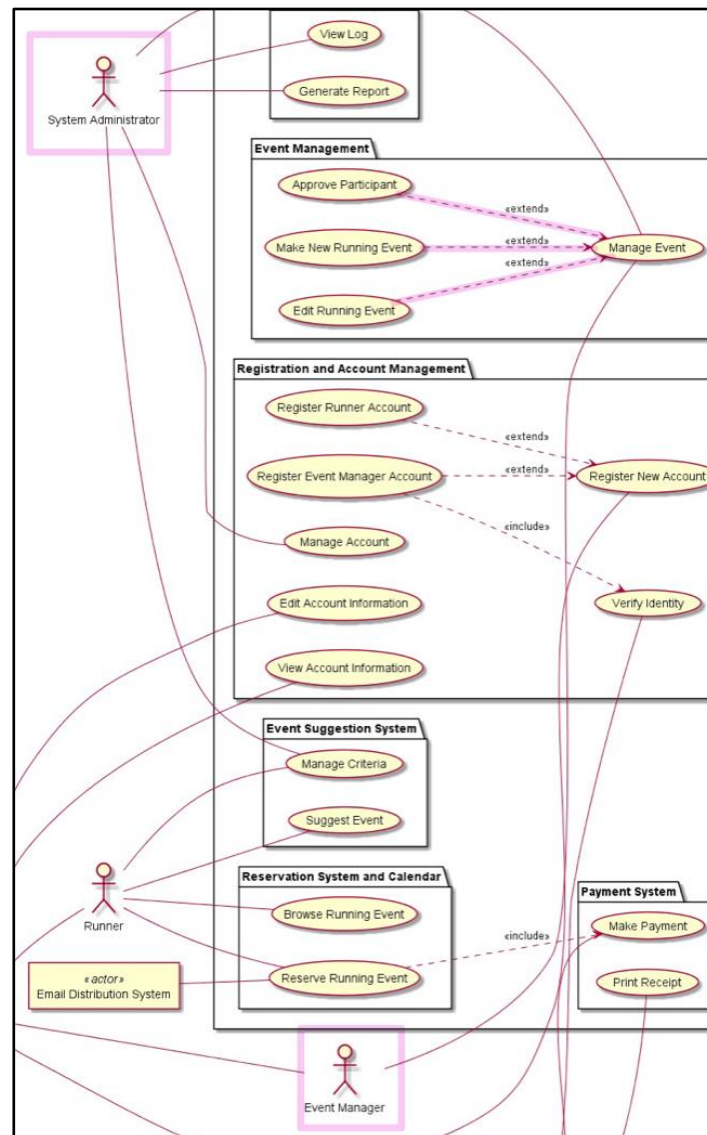 View Log
Generate Report
System Administrator
Event Management
Approve Participant
«extend»
Make New Running Event
«extend»
Manage Event
«extend»
Edit Running Event
Registration and Account Management
Register Runner Account
«extend»
Register Event Manager Account
«extend»
Register New Account
«include»
Manage Account
Edit Account Information
Verify Identity
View Account Information
Event Suggestion System
Manage Criteria
Suggest Event
Reservation System and Calendar
Payment System
Browse Running Event
Make Payment
Runner
«include»
«actor»
Email Distribution System
Reserve Running Event
Print Receipt
Event Manager